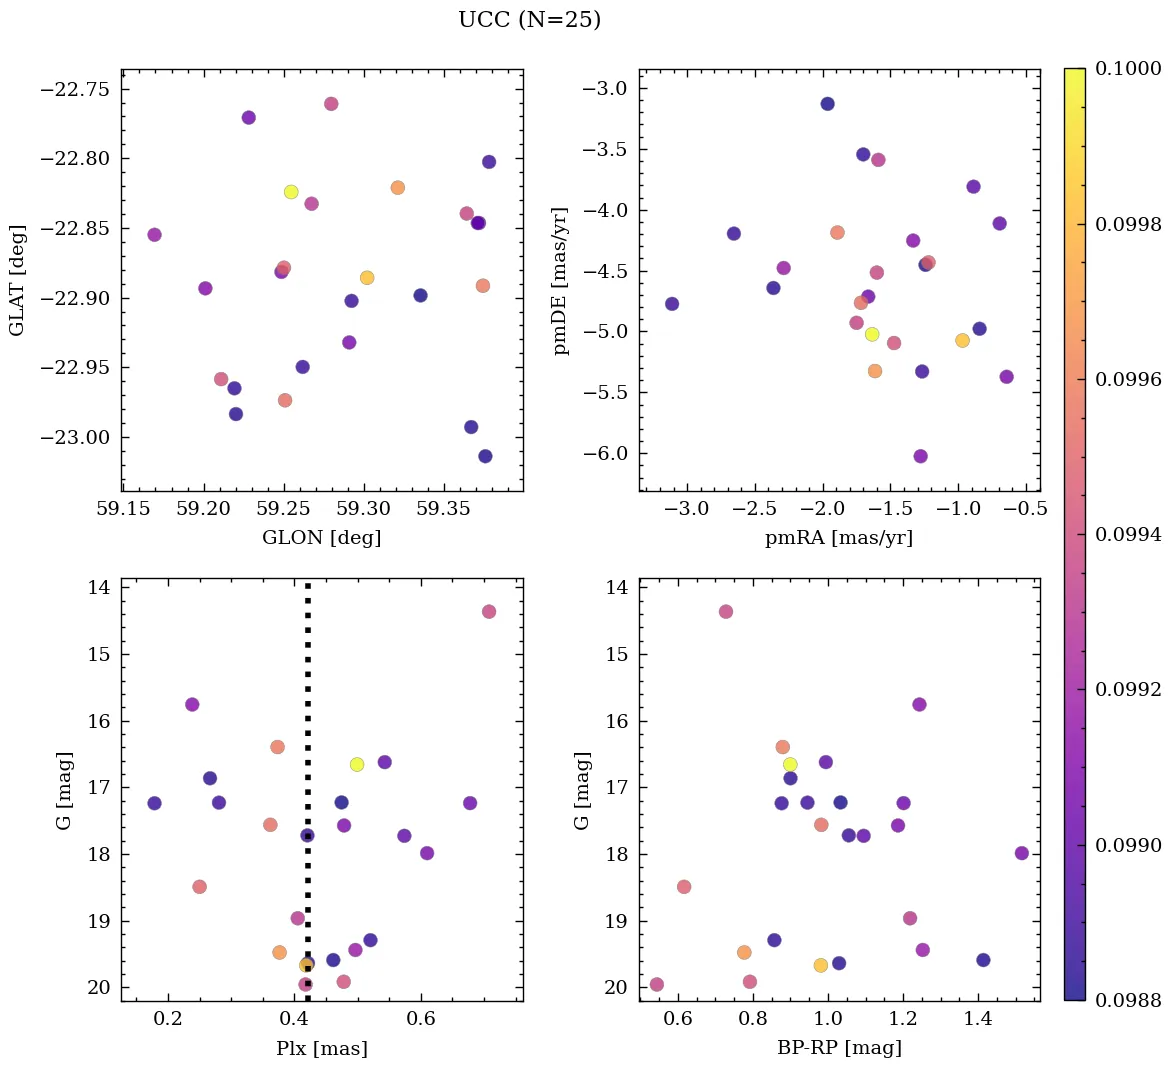 UCC (N=25)
−22.75
−22.80
−22.85
−22.90
−22.95
−23.00
GLAT [deg]
59.15 59.20 59.25 59.30 59.35
GLON [deg]
−3.0
−3.5
−4.0
−4.5
−5.0
−5.5
−6.0
pmDE [mas/yr]
−3.0 −2.5 −2.0 −1.5 −1.0 −0.5
pmRA [mas/yr]
14
15
16
17
18
19
20
G [mag]
0.2 0.4 0.6
Plx [mas]
14
15
16
17
18
19
20
G [mag]
0.6 0.8 1.0 1.2 1.4
BP-RP [mag]
0.1000
0.0998
0.0996
0.0994
0.0992
0.0990
0.0988